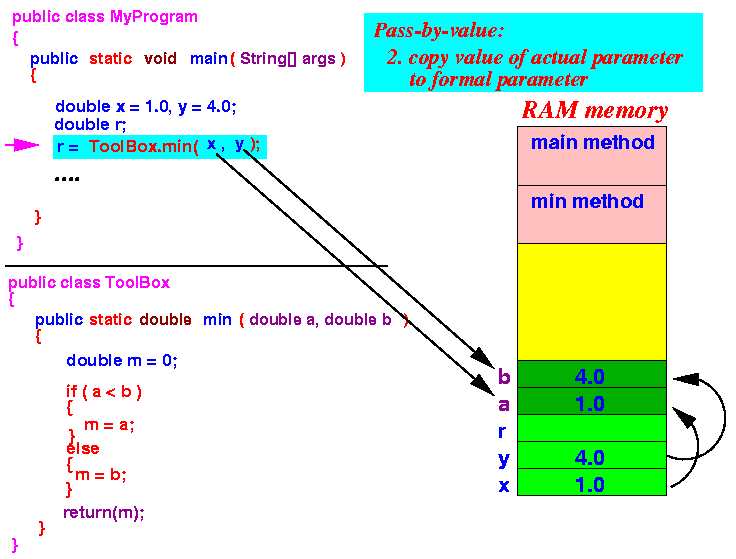 public class MyProgram
{
public static void main( String[] args )
{
double x = 1.0, y = 4.0;
double r;
r = ToolBox.min( x , y );
....
}
}
public class ToolBox
{
public static double min ( double a, double b )
{
double m = 0;
if ( a < b )
{
m = a;
}
else
{
m = b;
}
return(m);
}
}
Pass-by-value:
2. copy value of actual parameter
to formal parameter
RAM memory
main method
min method
b 4.0
a 1.0
r
y 4.0
x 1.0